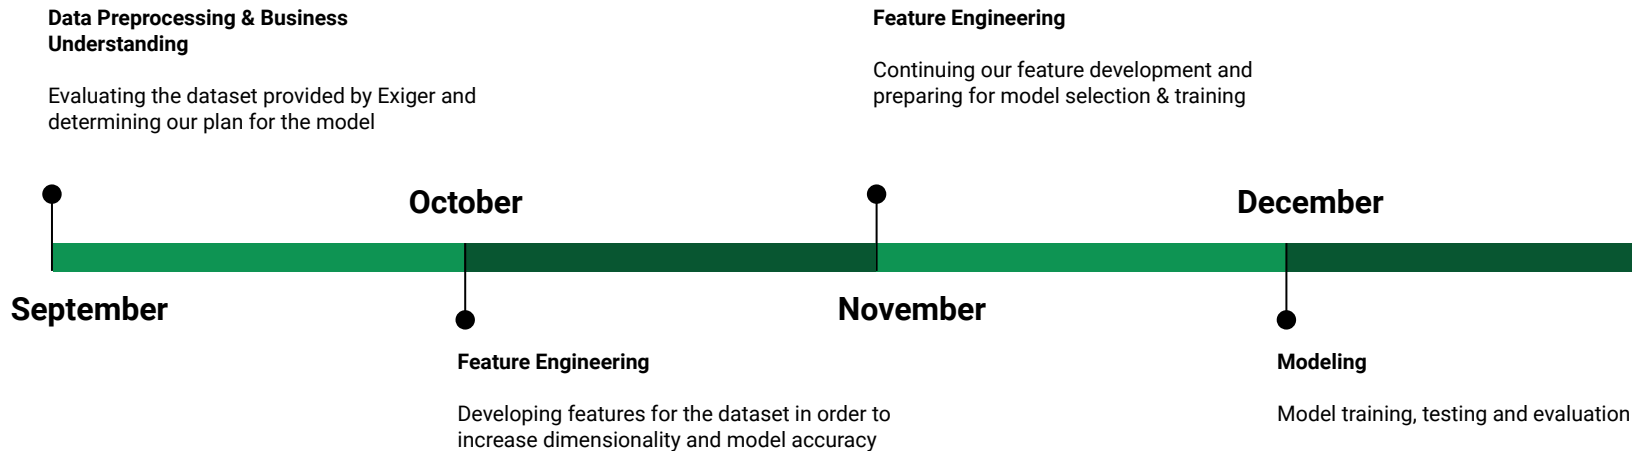 Data Preprocessing & Business
Understanding
Evaluating the dataset provided by Exiger and
determining our plan for the model
Feature Engineering
Continuing our feature development and
preparing for model selection & training
October
December
September
November
Feature Engineering
Developing features for the dataset in order to
increase dimensionality and model accuracy
Modeling
Model training, testing and evaluation